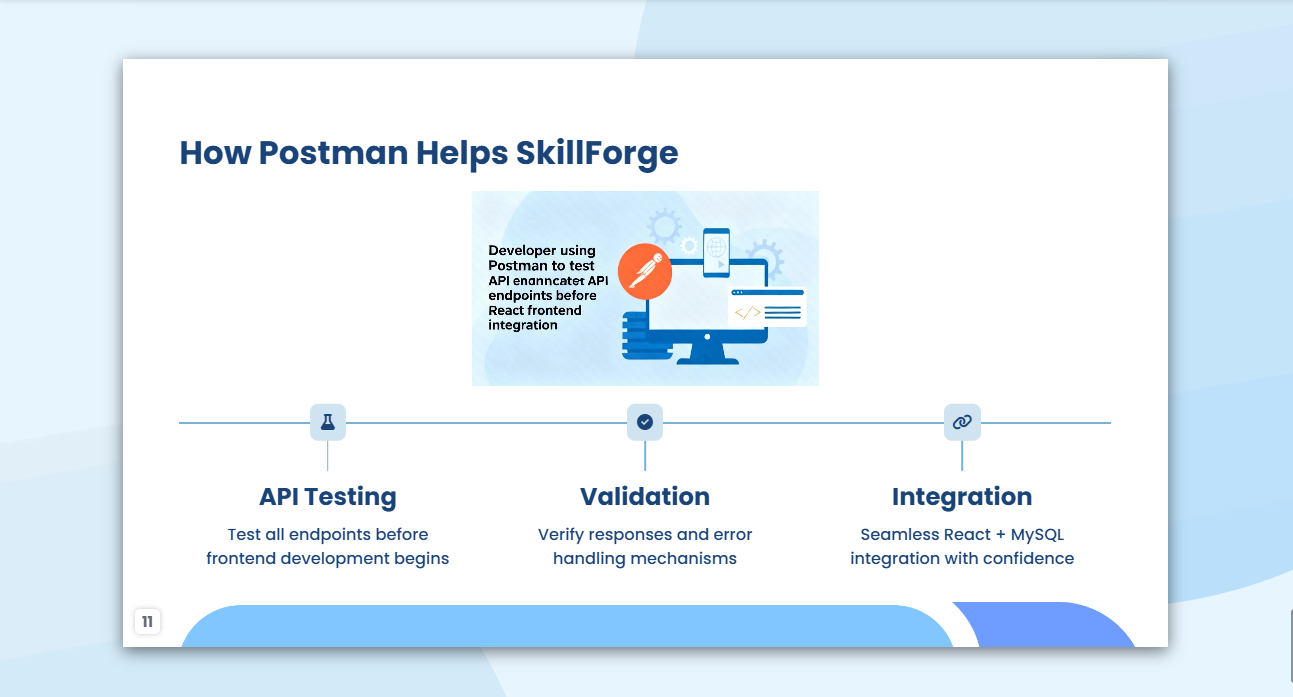 How Postman Helps SkillForge
Developer using
Postman to test
API enanncatet API
endpoints before
React frontend
integration
</>
API Testing
Validation
Integration
Test all endpoints before
frontend development begins
Verify responses and error
handling mechanisms
Seamless React + MySQL
integration with confidence
11